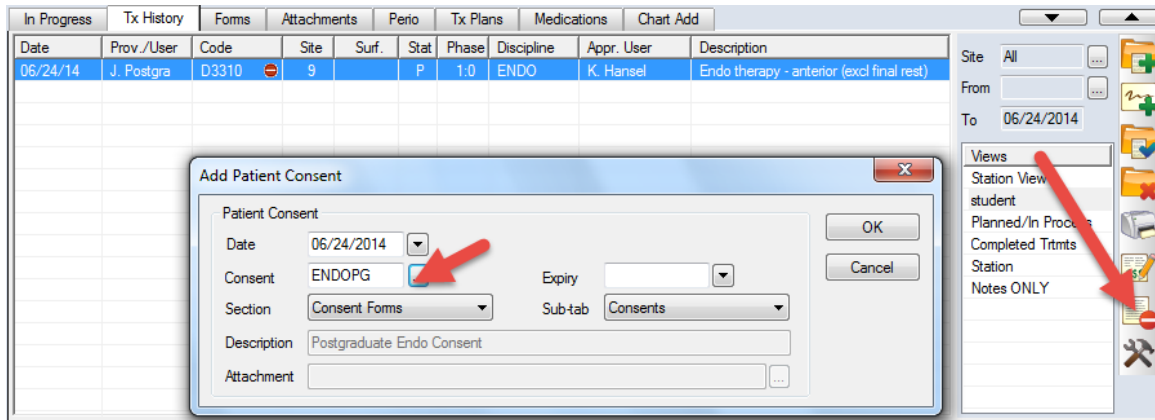 In Progress Tx History Forms Attachments Perio Tx Plans Medications Chart Add
Date Prov./User Code Site Surf. Stat Phase Discipline Appr. User Description
06/24/14 J. Postgra D3310 9 P 1:0 ENDO K. Hansel Endo therapy - anterior (excl final rest)
Site All ...
From ...
To 06/24/2014
Views
Station View
student
Planned/In Process
Completed Trtmts
Station
Notes ONLY
Add Patient Consent
Patient Consent
Date 06/24/2014
Consent ENDOPG Expiry
Section Consent Forms Sub-tab Consents
Description Postgraduate Endo Consent
Attachment ...
OK
Cancel